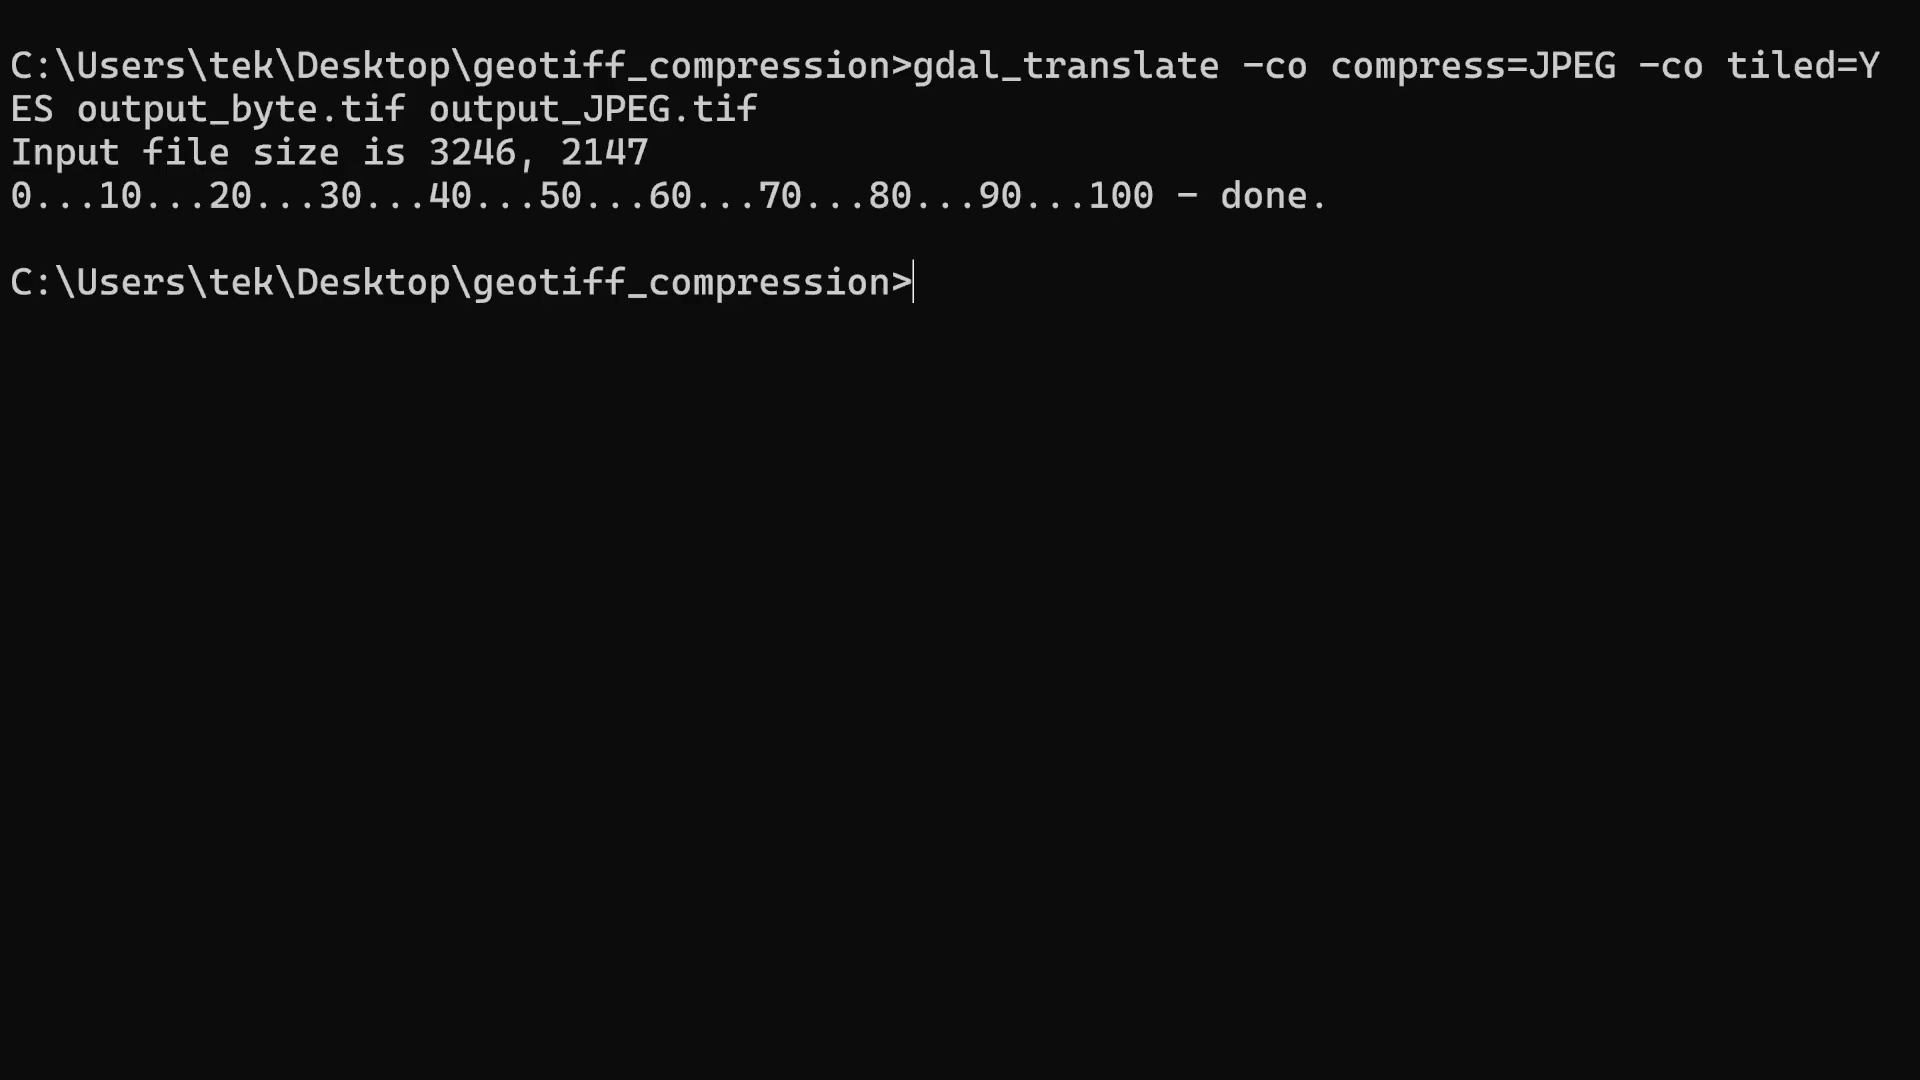 C:\Users\tek\Desktop\geotiff_compression>gdal_translate -co compress=JPEG -co tiled=Y
ES output_byte.tif output_JPEG.tif
Input file size is 3246, 2147
0...10...20...30...40...50...60...70...80...90...100 - done.
C:\Users\tek\Desktop\geotiff_compression>